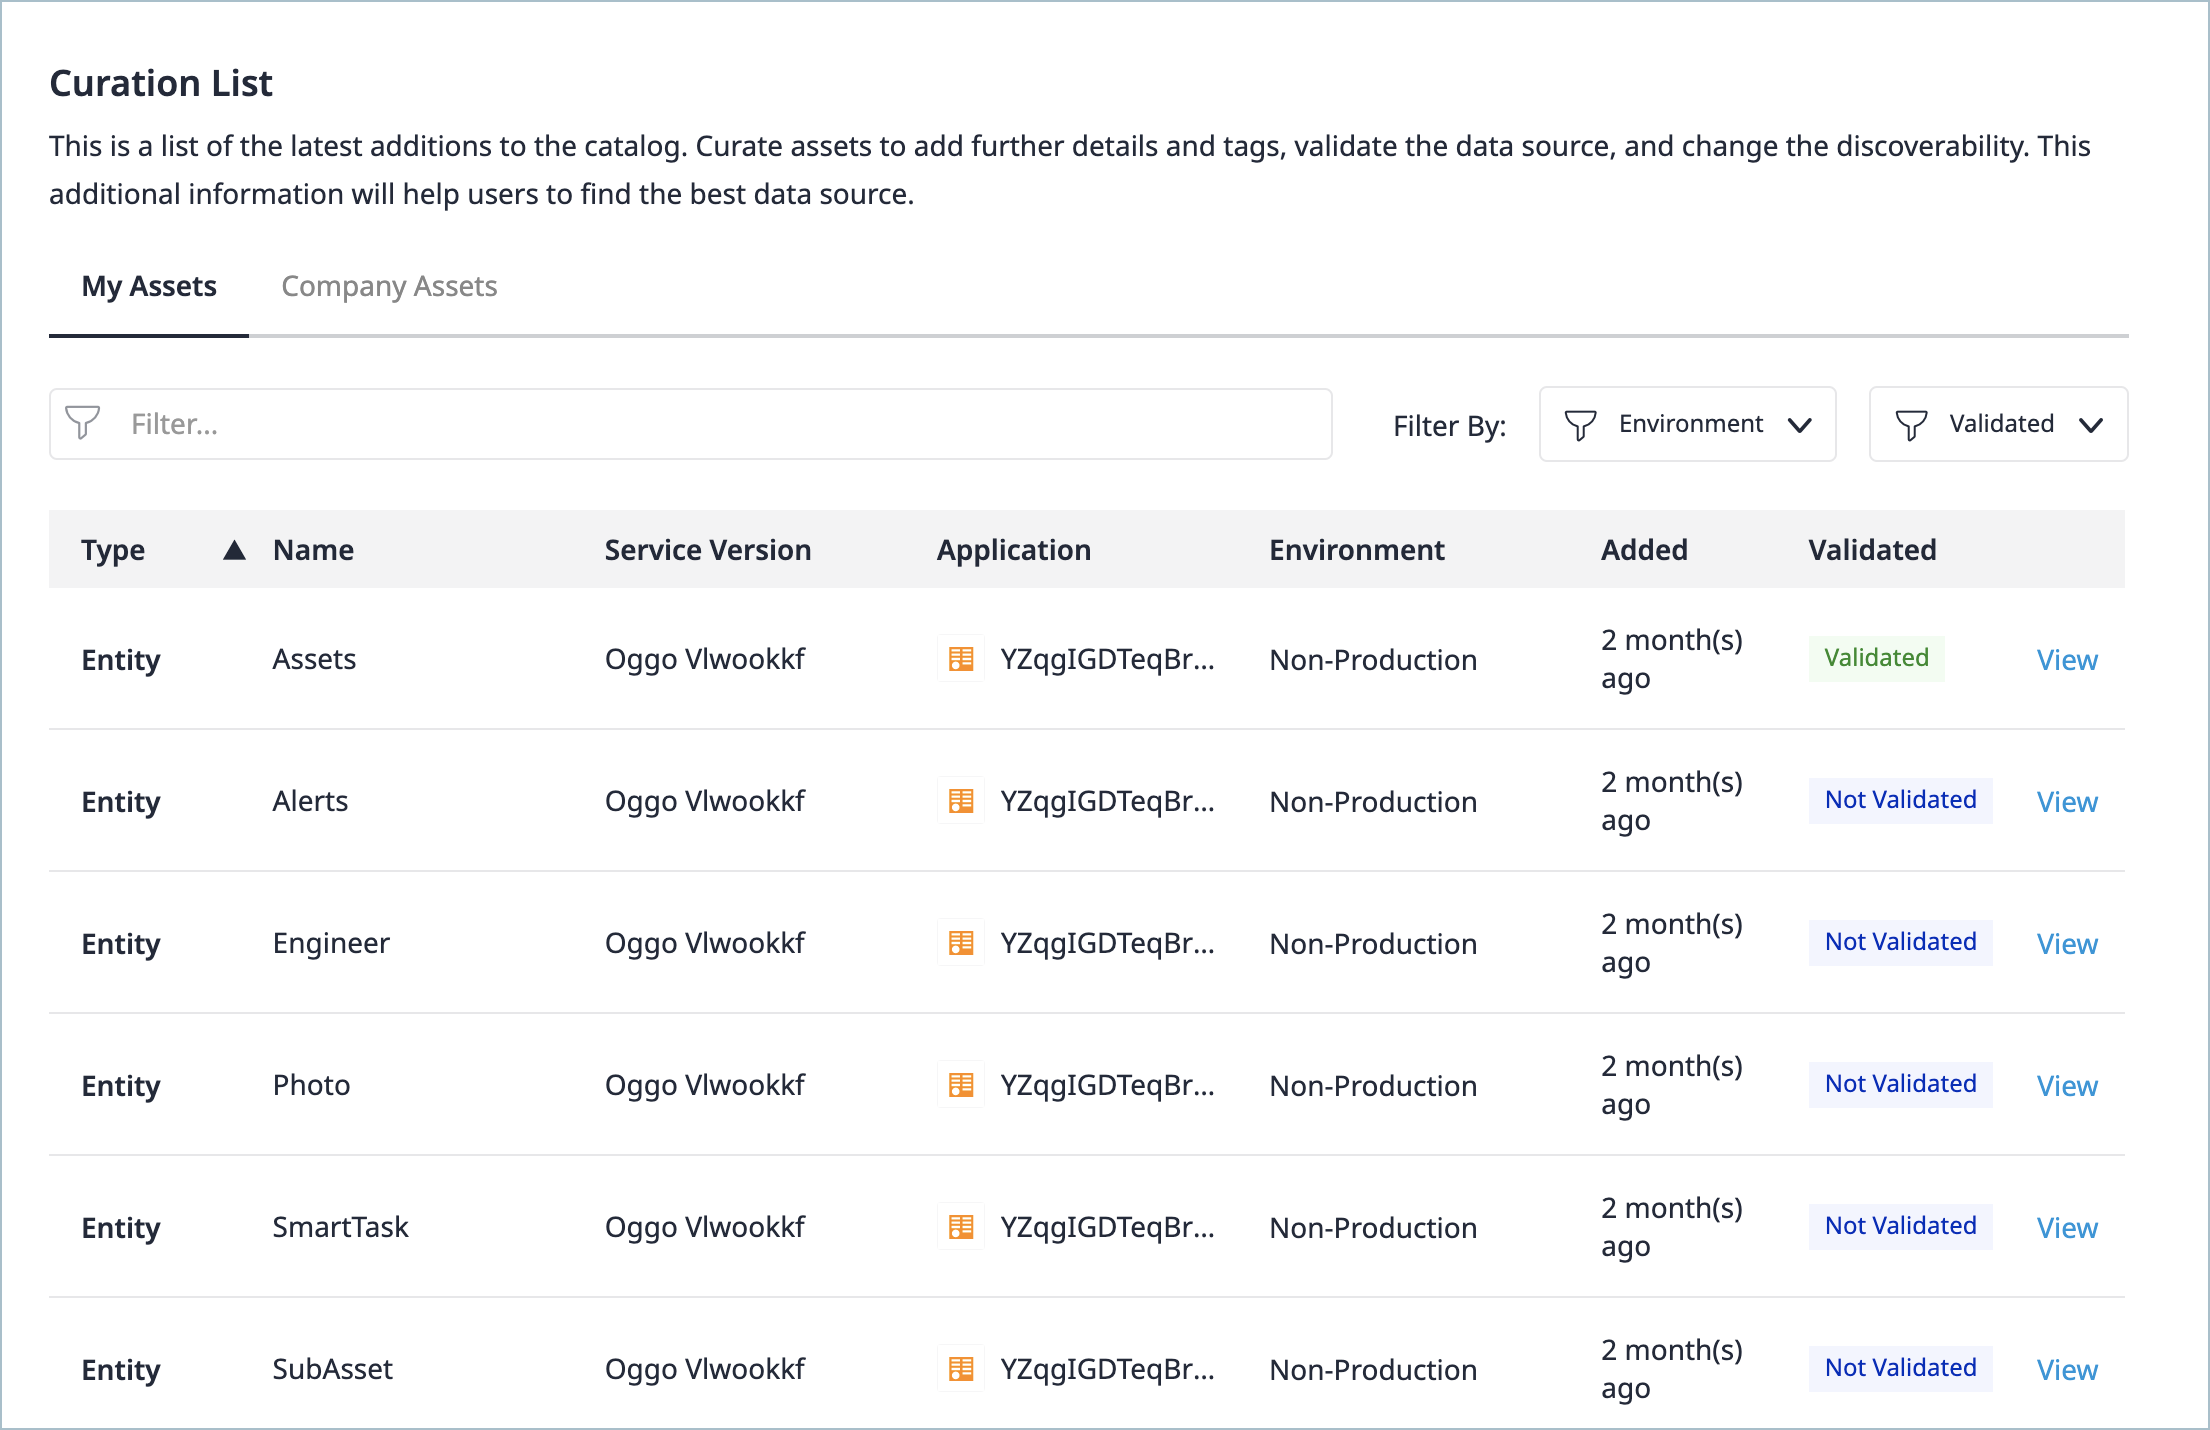 Curation List
This is a list of the latest additions to the catalog. Curate assets to add further details and tags, validate the data source, and change the discoverability. This
additional information will help users to find the best data source.
My Assets Company Assets
Filter... Filter By: Environment Validated
Type Name Service Version Application Environment Added Validated
Entity Assets Oggo Vlwookkf YZqgIGDTeqBr... Non-Production 2 month(s) ago Validated View
Entity Alerts Oggo Vlwookkf YZqgIGDTeqBr... Non-Production 2 month(s) ago Not Validated View
Entity Engineer Oggo Vlwookkf YZqgIGDTeqBr... Non-Production 2 month(s) ago Not Validated View
Entity Photo Oggo Vlwookkf YZqgIGDTeqBr... Non-Production 2 month(s) ago Not Validated View
Entity SmartTask Oggo Vlwookkf YZqgIGDTeqBr... Non-Production 2 month(s) ago Not Validated View
Entity SubAsset Oggo Vlwookkf YZqgIGDTeqBr... Non-Production 2 month(s) ago Not Validated View